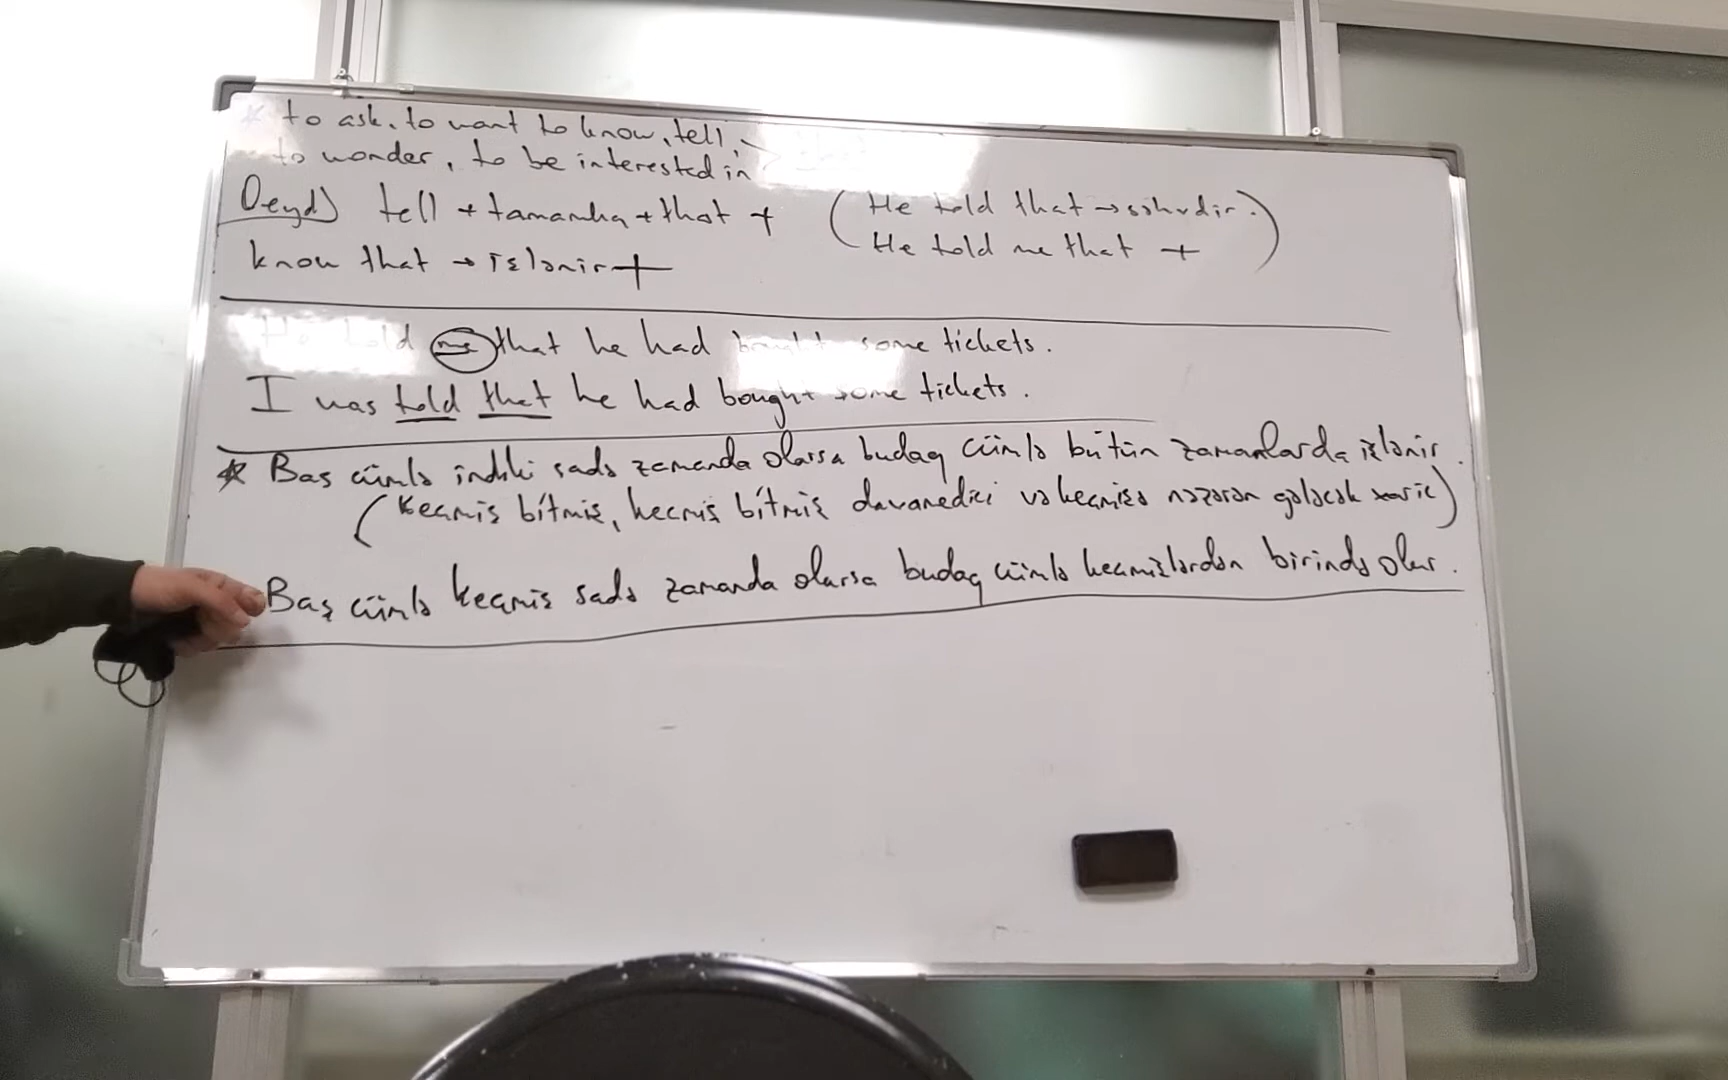 * to ask, to want to know, tell,
to wonder, to be interested in
Qeyd) tell + tamamlıq + that + (He told that → səhvdir.
He told me that +)
know that → İşlənir +
He told me that he had bought some tickets.
I was told that he had bought some tickets.
* Baş cümlə indiki sadə zamanda olarsa budaq cümlə bütün zamanlarda işlənir.
(Keçmiş bitmiş, keçmiş bitmiş davamedici və keçmişə nəzərən gələcək xaric)
Baş cümlə keçmiş sadə zamanda olarsa budaq cümlə keçmişlərdən birində olur.